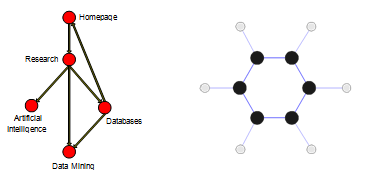 Homepage
Research
Artificial
Intelligence
Databases
Data Mining